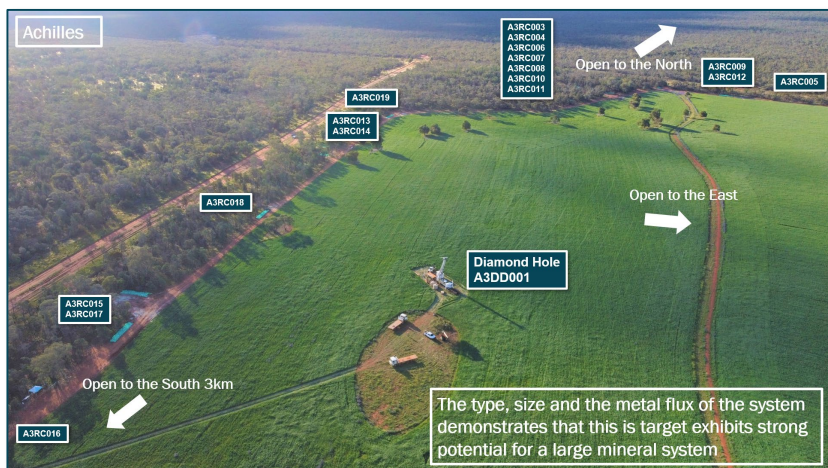 Achilles
A3RC003
A3RC004
A3RC006
A3RC007
A3RC008
A3RC010
A3RC011
Open to the North
A3RC009
A3RC012
A3RC005
A3RC019
A3RC013
A3RC014
A3RC018
Open to the East
Diamond Hole
A3DD001
A3RC015
A3RC017
Open to the South 3km
A3RC016
The type, size and the metal flux of the system
demonstrates that this is target exhibits strong
potential for a large mineral system